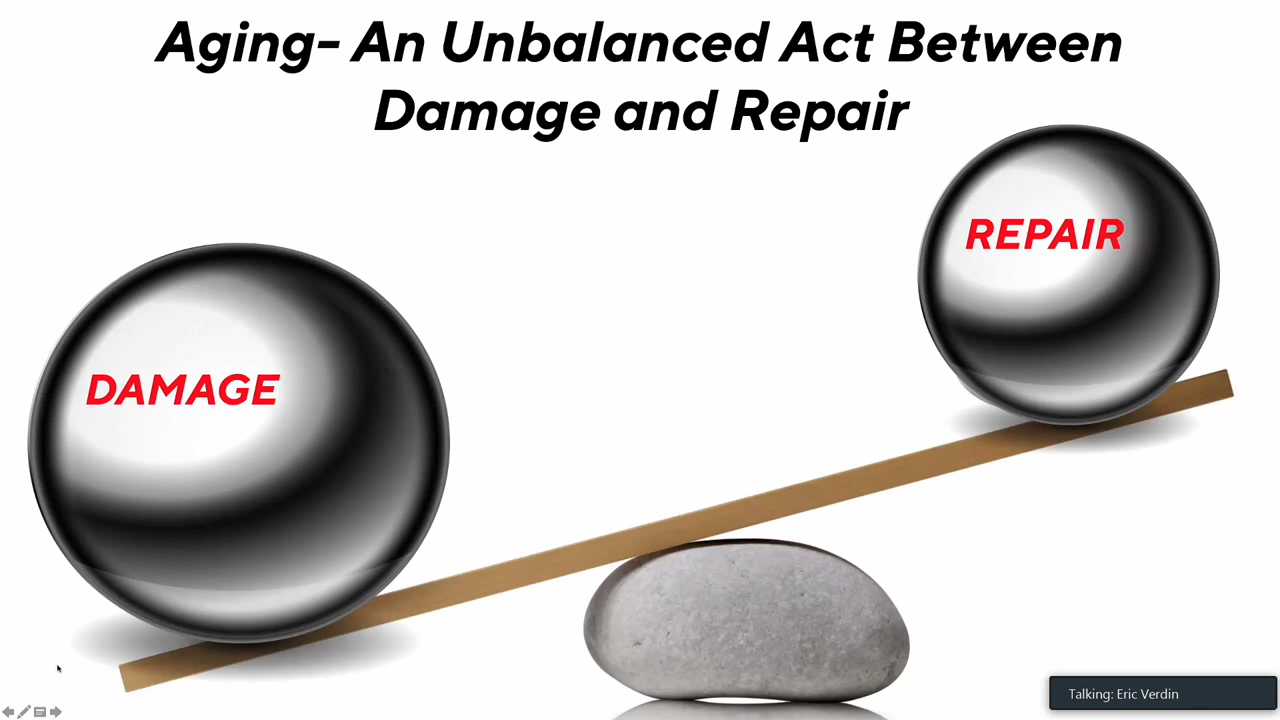 Aging- An Unbalanced Act Between
Damage and Repair
REPAIR
DAMAGE
Talking: Eric Verdin